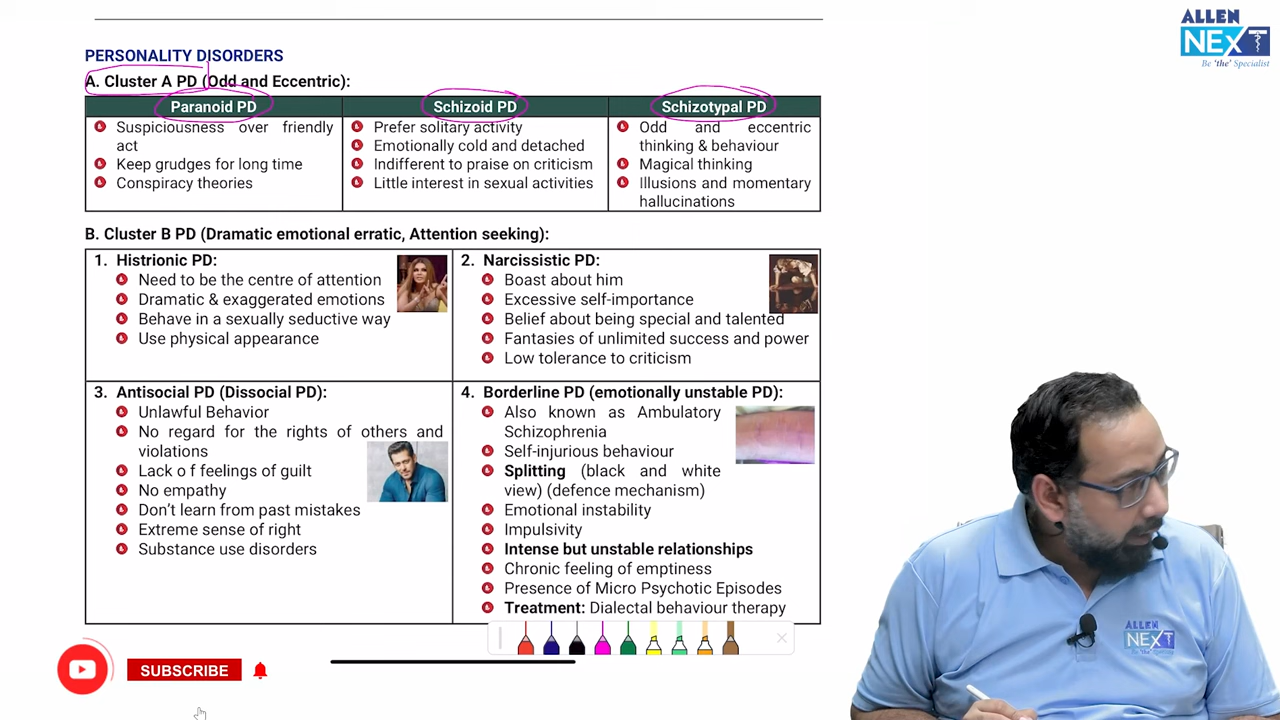 ALLEN
NEXT
Be 'the' Specialist
PERSONALITY DISORDERS
A. Cluster A PD (Odd and Eccentric):
Paranoid PD
Suspiciousness over friendly
act
Keep grudges for long time
Conspiracy theories
Schizoid PD
Prefer solitary activity
Emotionally cold and detached
Indifferent to praise on criticism
Little interest in sexual activities
Schizotypal PD
Odd and eccentric
thinking & behaviour
Magical thinking
Illusions and momentary
hallucinations
B. Cluster B PD (Dramatic emotional erratic, Attention seeking):
1. Histrionic PD:
Need to be the centre of attention
Dramatic & exaggerated emotions
Behave in a sexually seductive way
Use physical appearance
2. Narcissistic PD:
Boast about him
Excessive self-importance
Belief about being special and talented
Fantasies of unlimited success and power
Low tolerance to criticism
3. Antisocial PD (Dissocial PD):
Unlawful Behavior
No regard for the rights of others and
violations
Lack o f feelings of guilt
No empathy
Don't learn from past mistakes
Extreme sense of right
Substance use disorders
4. Borderline PD (emotionally unstable PD):
Also known as Ambulatory
Schizophrenia
Self-injurious behaviour
Splitting (black and white
view) (defence mechanism)
Emotional instability
Impulsivity
Intense but unstable relationships
Chronic feeling of emptiness
Presence of Micro Psychotic Episodes
Treatment: Dialectal behaviour therapy
SUBSCRIBE
ALLEN
NEXT